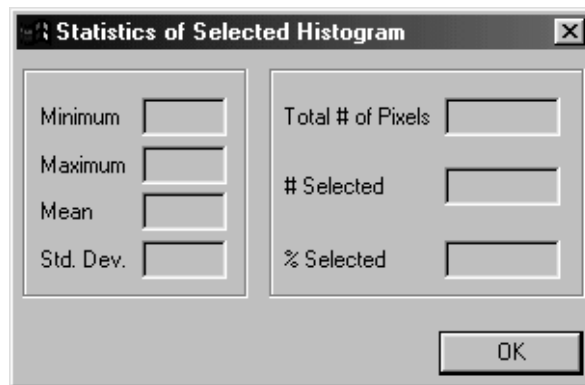 Statistics of Selected Histogram
Minimum
Maximum
Mean
Std. Dev.
Total # of Pixels
# Selected
% Selected
OK